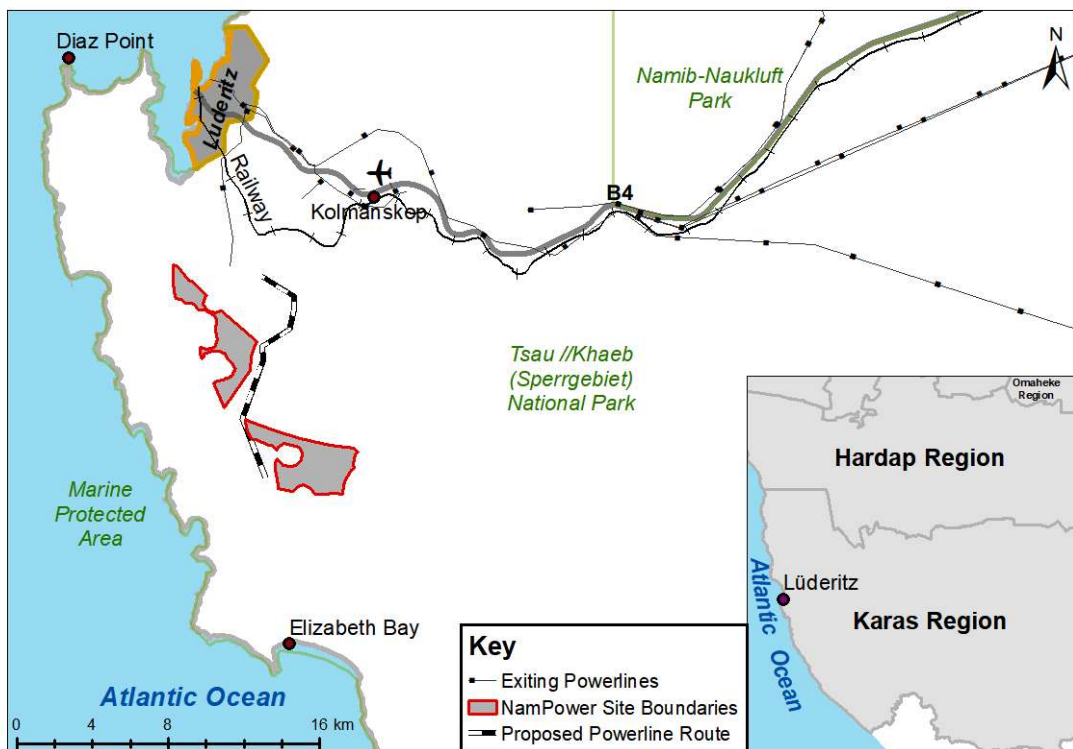 Diaz Point
Lüderitz
Railway
Kolmanskop
B4
Namib-Naukluft
Park
N
Tsau //Khaeb
(Sperrgebiet)
National Park
Marine
Protected
Area
Elizabeth Bay
Atlantic Ocean
0 4 8 16 km
Key
Exiting Powerlines
NamPower Site Boundaries
Proposed Powerline Route
Omaheke
Region
Hardap Region
Lüderitz
Karas Region
Atlantic Ocean